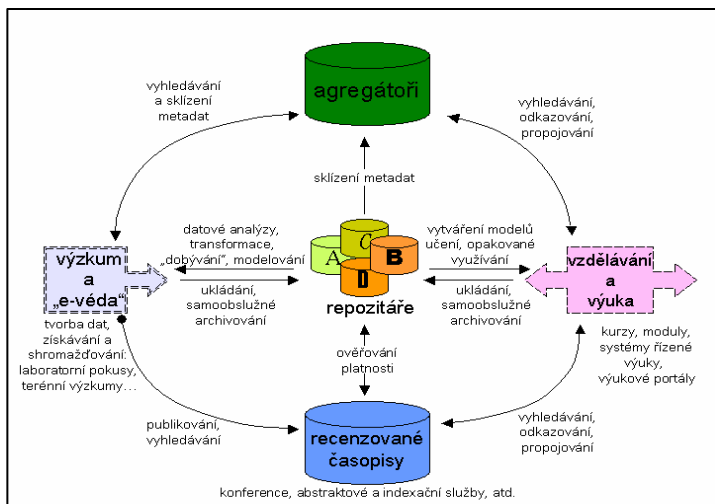 agregátoři
vyhledávání
a sklízení
metadat
vyhledávání,
odkazování,
propojování
sklízení metadat
datové analýzy,
transformace,
„dobývání“, modelování
A
C
B
D
vytváření modelů
učení, opakované
využívání
výzkum
a
„e-věda“
vzdělávání
a
výuka
ukládání,
samoobslužné
archivování
repozitáře
ukládání,
samoobslužné
archivování
tvorba dat,
získávání a
shromažďování:
laboratorní pokusy,
terénní výzkumy...
kurzy, moduly,
systémy řízené
výuky,
výukové portály
ověřování
platnosti
publikování,
vyhledávání
recenzované
časopisy
vyhledávání,
odkazování,
propojování
konference, abstraktové a indexační služby, atd.